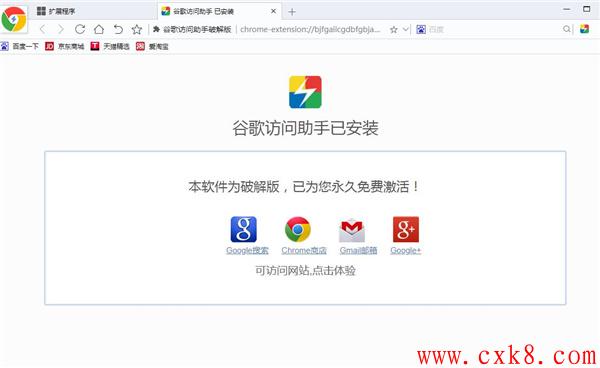 扩展程序
谷歌访问助手 已安装
谷歌访问助手破解版 | chrome-extension://bjfgaiicgdbfgbja...
百度
百度一下 京东商城 天猫精选 爱淘宝
谷歌访问助手已安装
本软件为破解版，已为您永久免费激活！
Google搜索 Chrome商店 Gmail邮箱 Google+
可访问网站,点击体验
www.cxk8.com